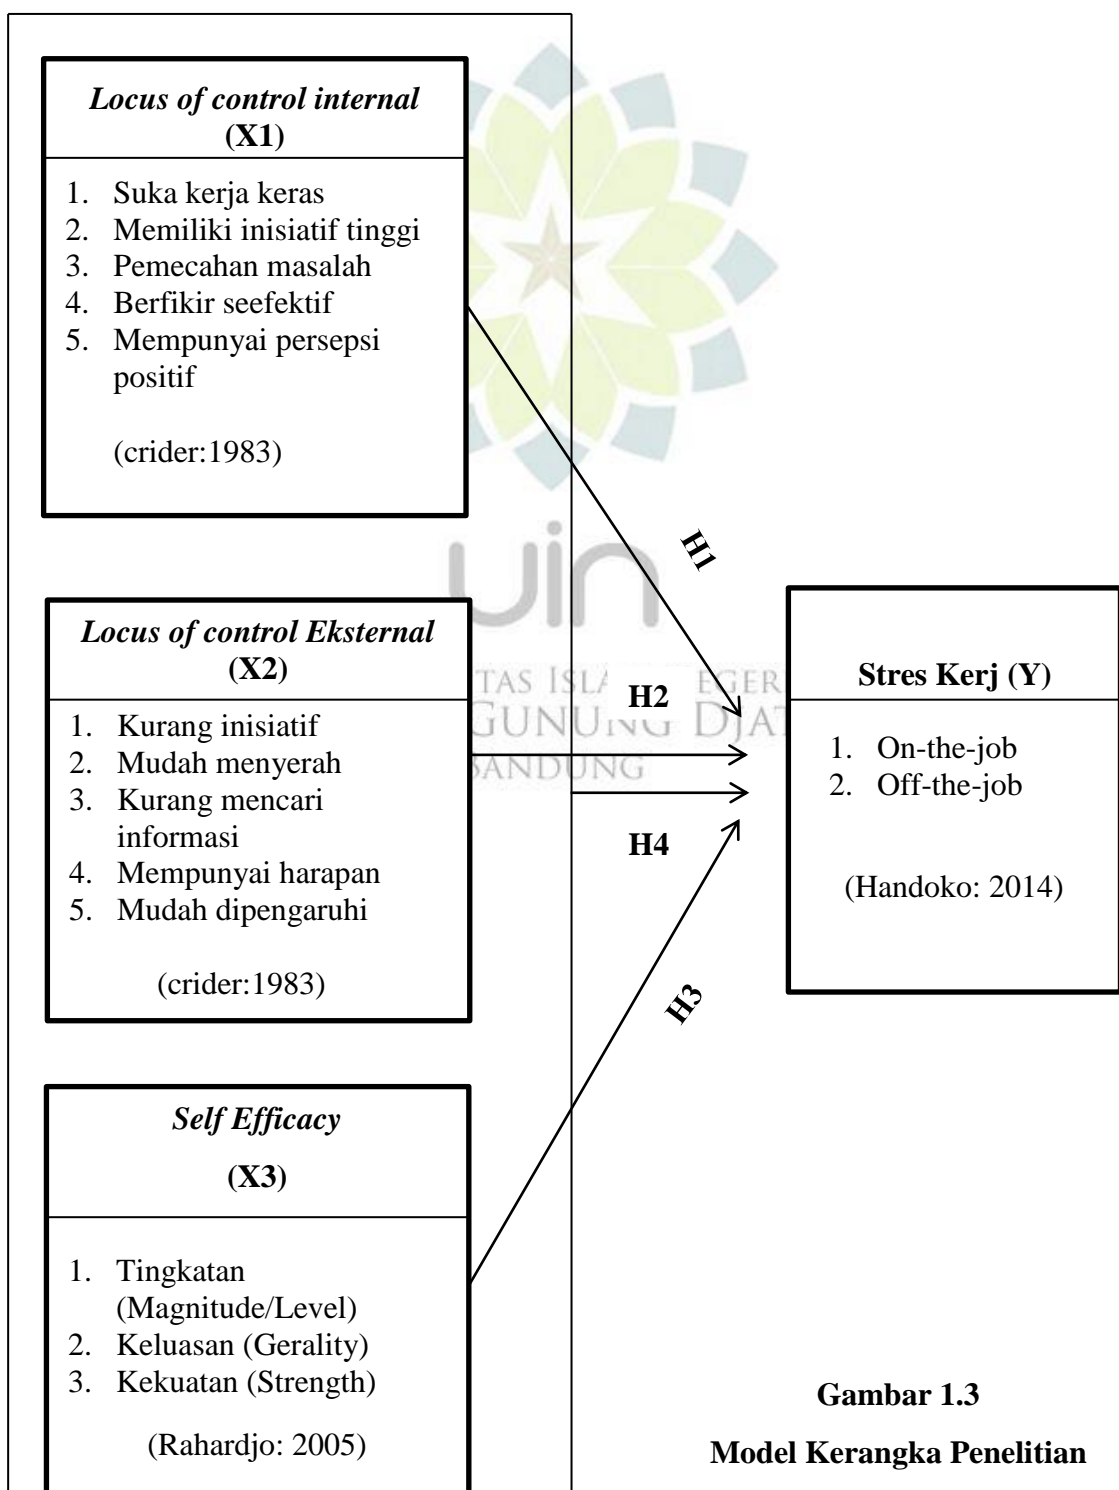 Locus of control internal
(X1)
1. Suka kerja keras
2. Memiliki inisiatif tinggi
3. Pemecahan masalah
4. Berfikir seefektif
5. Mempunyai persepsi
positif
(crider:1983)
H1
uin
Locus of control Eksternal
(X2)
1. Kurang inisiatif
2. Mudah menyerah
3. Kurang mencari
informasi
4. Mempunyai harapan
5. Mudah dipengaruhi
(crider:1983)
H2
GUNUNG DJAT
BANDUNG
H4
Stres Kerj (Y)
1. On-the-job
2. Off-the-job
(Handoko: 2014)
H3
Self Efficacy
(X3)
1. Tingkatan
(Magnitude/Level)
2. Keluasan (Gerality)
3. Kekuatan (Strength)
(Rahardjo: 2005)
Gambar 1.3
Model Kerangka Penelitian